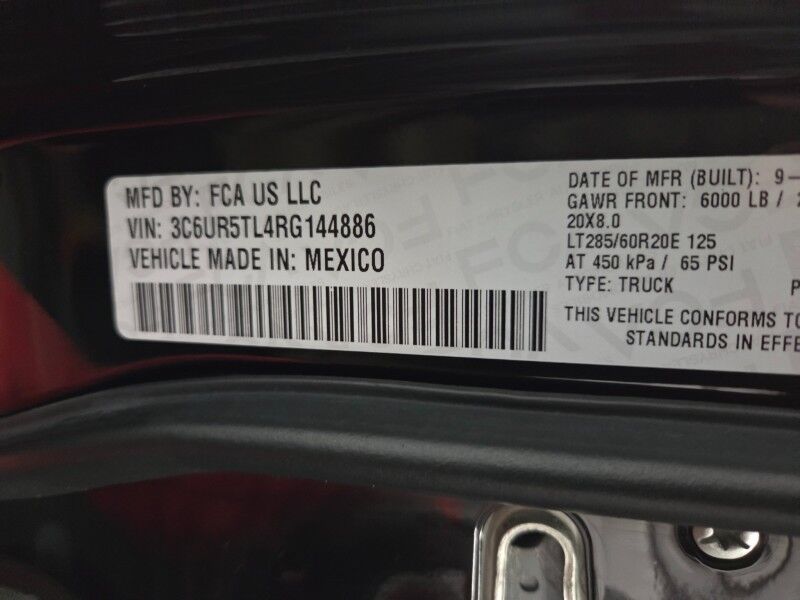 MFD BY: FCA US LLC
VIN: 3C6UR5TL4RG144886
VEHICLE MADE IN: MEXICO
DATE OF MFR (BUILT): 9-
GAWR FRONT: 6000 LB /
20X8.0
LT285/60R20E 125
AT 450 kPa / 65 PSI
TYPE: TRUCK
THIS VEHICLE CONFORMS TO
STANDARDS IN EFFE